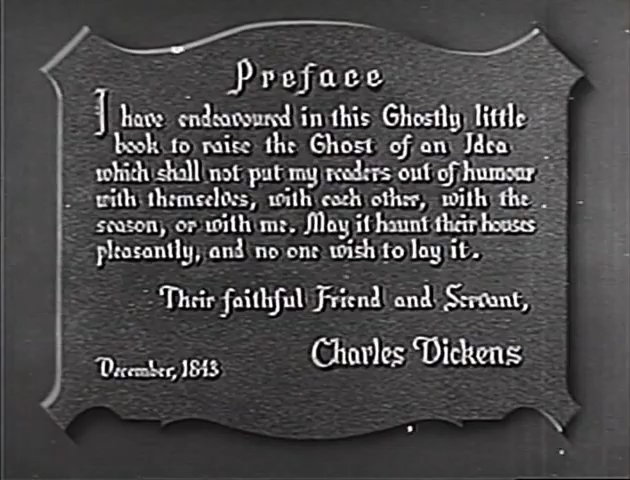 Preface
I have endeavoured in this Ghostly little
book to raise the Ghost of an Idea
which shall not put my readers out of humour
with themselves, with each other, with the
season, or with me. May it haunt their houses
pleasantly, and no one wish to lay it.
Their faithful Friend and Servant,
Charles Dickens
December, 1843